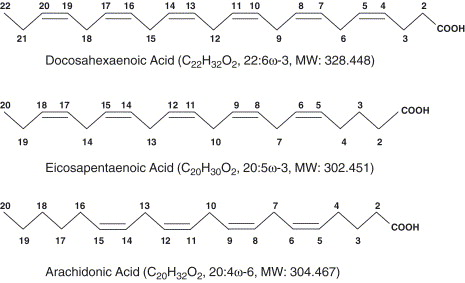 22 20 19 17 16 14 13 11 10 8 7 5 4 2
COOH
21 18 15 12 9 6 3
Docosahexaenoic Acid (C22H32O2, 22:6ω-3, MW: 328.448)
20 18 17 15 14 12 11 9 8 6 5 3
COOH
19 14 13 10 7 4 2
Eicosapentaenoic Acid (C20H30O2, 20:5ω-3, MW: 302.451)
20 18 16 13 10 7 4 2
COOH
19 17 15 14 12 11 9 8 6 5 3
Arachidonic Acid (C20H32O2, 20:4ω-6, MW: 304.467)